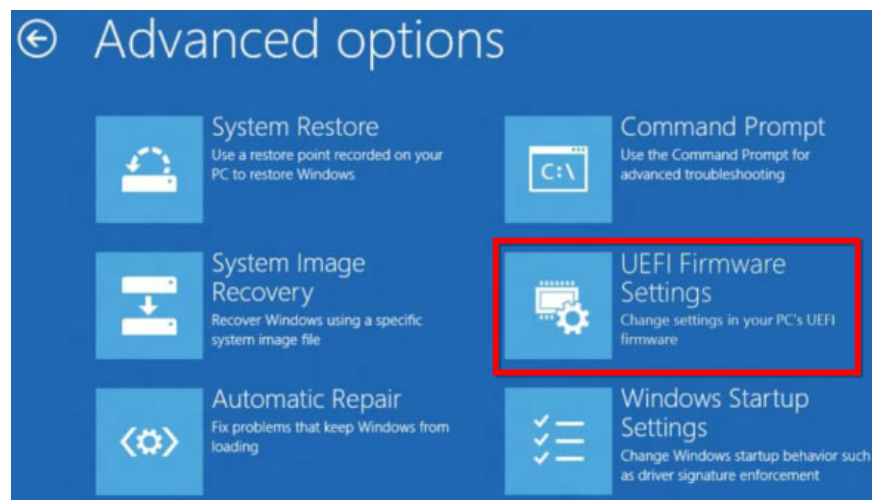 Advanced options
System Restore
Use a restore point recorded on your
PC to restore Windows
Command Prompt
Use the Command Prompt for
advanced troubleshooting
C:\
System Image
Recovery
Recover Windows using a specific
system image file
UEFI Firmware
Settings
Change settings in your PC's UEFI
firmware
Automatic Repair
Fix problems that keep Windows from
loading
Windows Startup
Settings
Change Windows startup behavior such
as driver signature enforcement